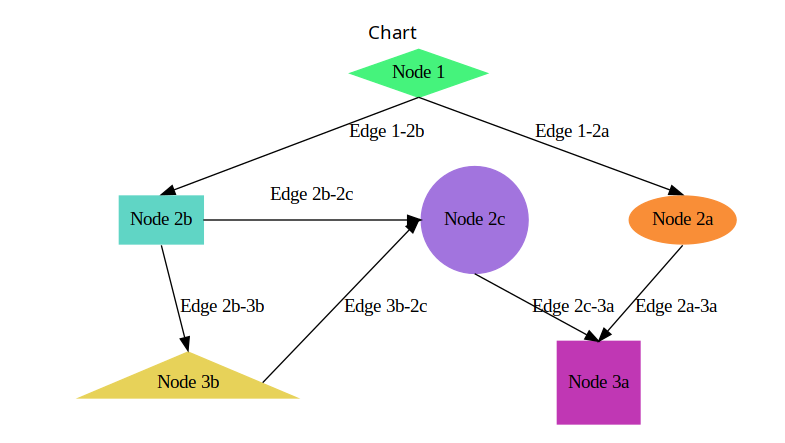 Chart
Node 1
Edge 1-2b
Edge 1-2a
Edge 2b-2c
Node 2b
Node 2c
Node 2a
Edge 2b-3b
Edge 3b-2c
Edge 2c-3a
Edge 2a-3a
Node 3b
Node 3a